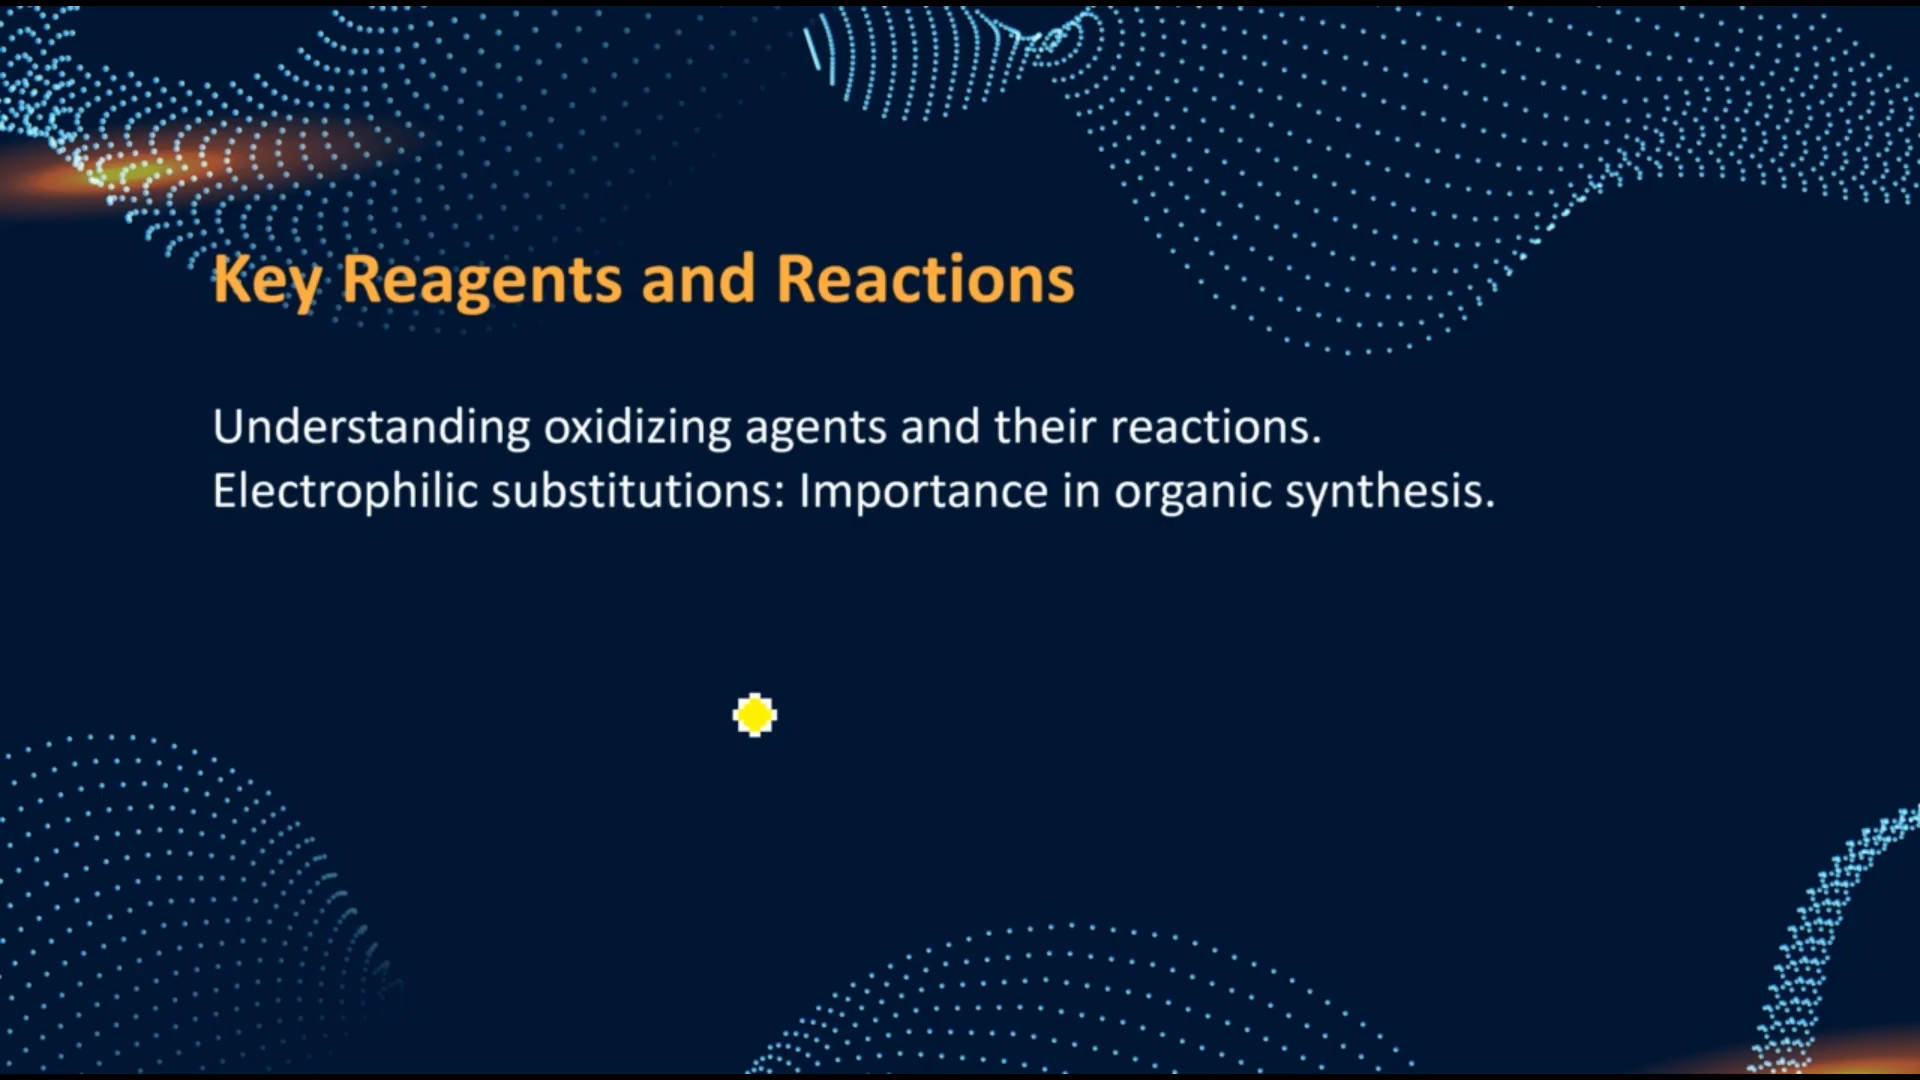 Key Reagents and Reactions
Understanding oxidizing agents and their reactions.
Electrophilic substitutions: Importance in organic synthesis.